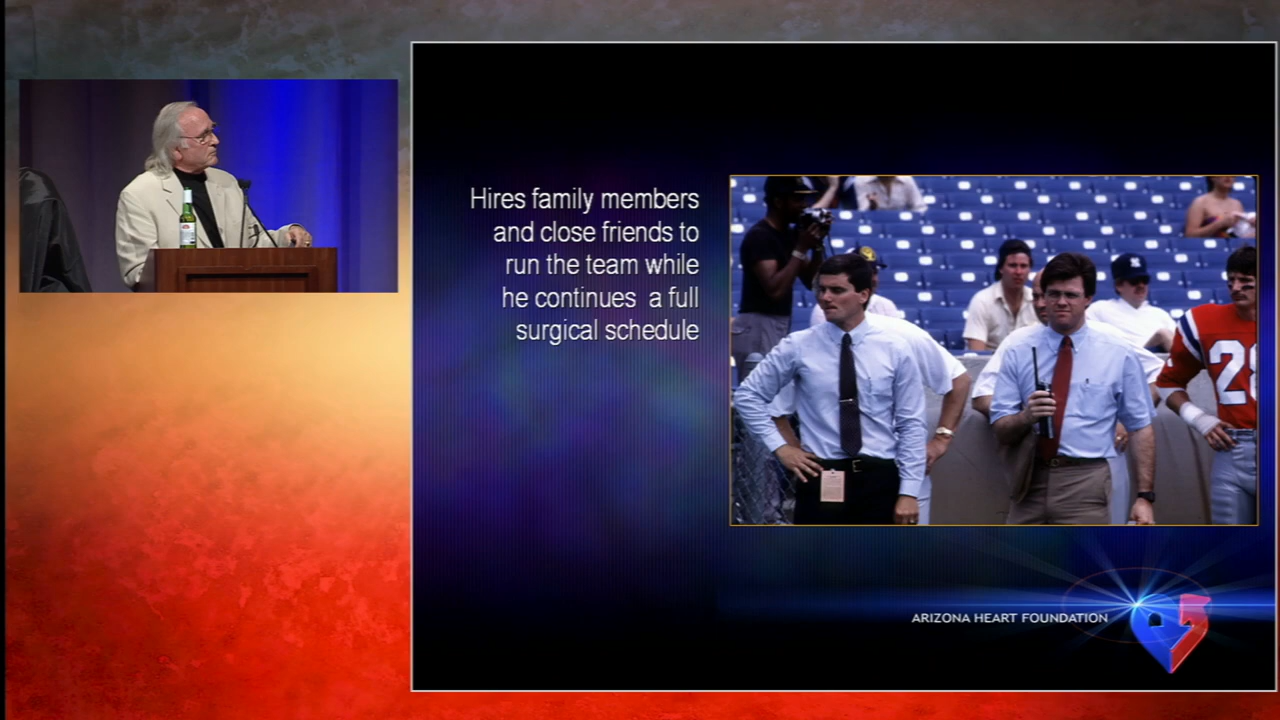 Hires family members
and close friends to
run the team while
he continues a full
surgical schedule
28
ARIZONA HEART FOUNDATION